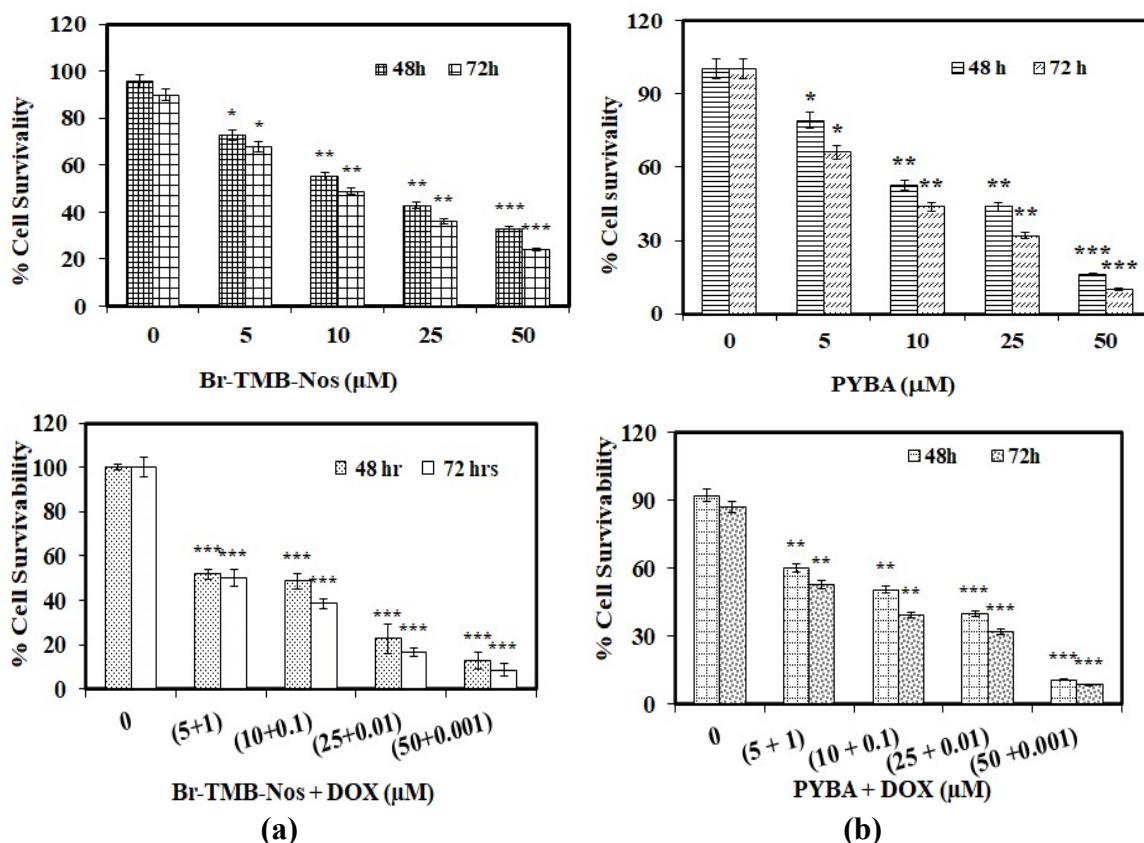 120
100
80
60
40
20
0
% Cell Survivality
48h 72h
* *
** **
** **
*** ***
0 5 10 25 50
Br-TMB-Nos (μM)
120
90
60
30
0
% Cell survivality
48 h 72 h
* *
** **
** **
*** ***
0 5 10 25 50
PYBA (μM)
120
100
80
60
40
20
0
% Cell Survivability
48 hr 72 hrs
*** ***
*** ***
*** ***
*** ***
0 (5+1) (10+0.1) (25+0.01) (50+0.001)
Br-TMB-Nos + DOX (μM)
(a)
120
90
60
30
0
% Cell Survivability
48h 72h
** **
** **
*** ***
*** ***
0 (5 + 1) (10 + 0.1) (25 + 0.01) (50 +0.001)
PYBA + DOX (μM)
(b)